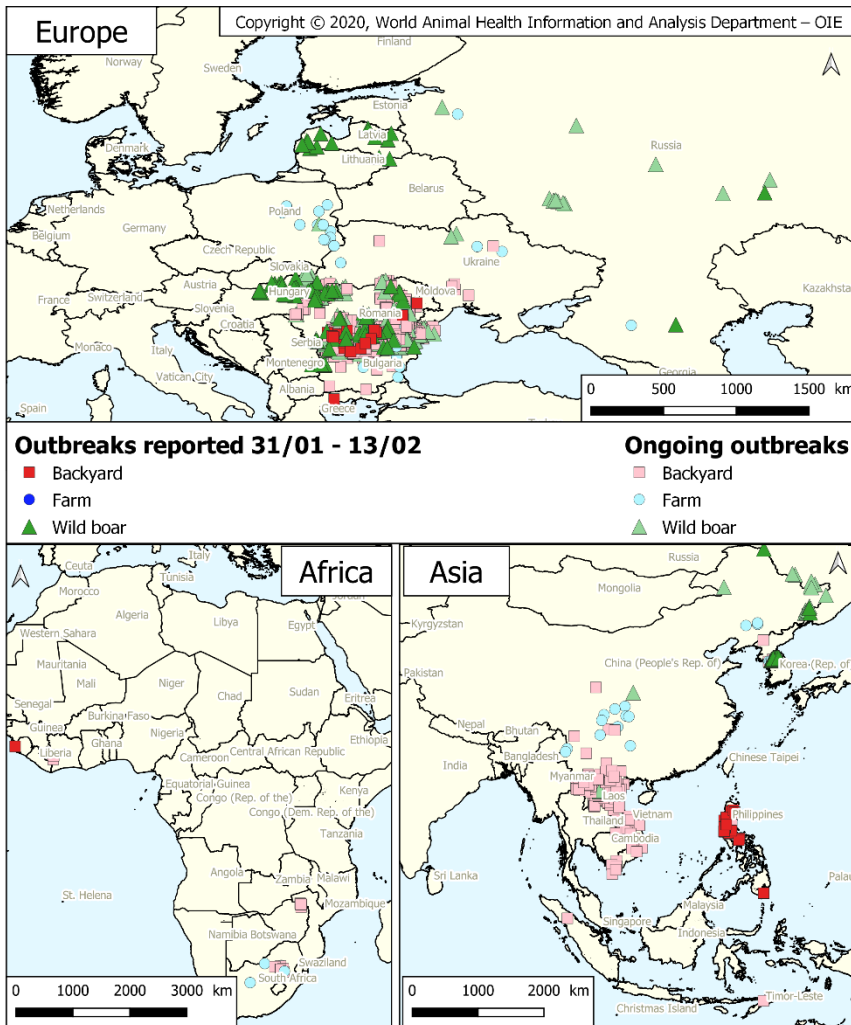 Europe
Copyright © 2020, World Animal Health Information and Analysis Department – OIE
Finland
Norway
Sweden
Estonia
Russia
Latvia
Denmark
Lithuania
Belarus
Netherlands
Poland
Germany
Belgium
Czech Republic
Ukraine
Slovakia
Kazakhstan
Austria
Moldova
Hungary
France
Switzerland
Slovenia
Romania
Croatia
Serbia
Monaco
Italy
Montenegro
Bulgaria
Georgia
Vatican City
Albania
Spain
Greece
0 500 1000 1500 km
Outbreaks reported 31/01 - 13/02
Backyard
Farm
Wild boar
Ongoing outbreaks
Backyard
Farm
Wild boar
Africa
Italy
Ceuta
Tunisia
Morocco
Algeria
Libya
Egypt
Western Sahara
Mauritania
Mali
Niger
Chad
Sudan
Eritrea
Senegal
Burkina Faso
Guinea
Nigeria
Ghana
Liberia
Ethiopia
Cameroon
Central African Republic
Equatorial Guinea
Congo (Rep. of the)
Kenya
Congo (Dem. Rep. of the)
Tanzania
Angola
Malawi
Zambia
St. Helena
Mozambique
Namibia
Botswana
Swaziland
South Africa
0 1000 2000 3000 km
Asia
Russia
Mongolia
Kyrgyzstan
China (People's Rep. of)
Korea (Rep. of
Pakistan
Nepal
Bhutan
Bangladesh
Chinese Taipei
India
Myanmar
Laos
Thailand
Vietnam
Philippines
Cambodia
Sri Lanka
Palau
Malaysia
Singapore
Indonesia
Timor-Leste
Christmas Island
0 1000 2000 km